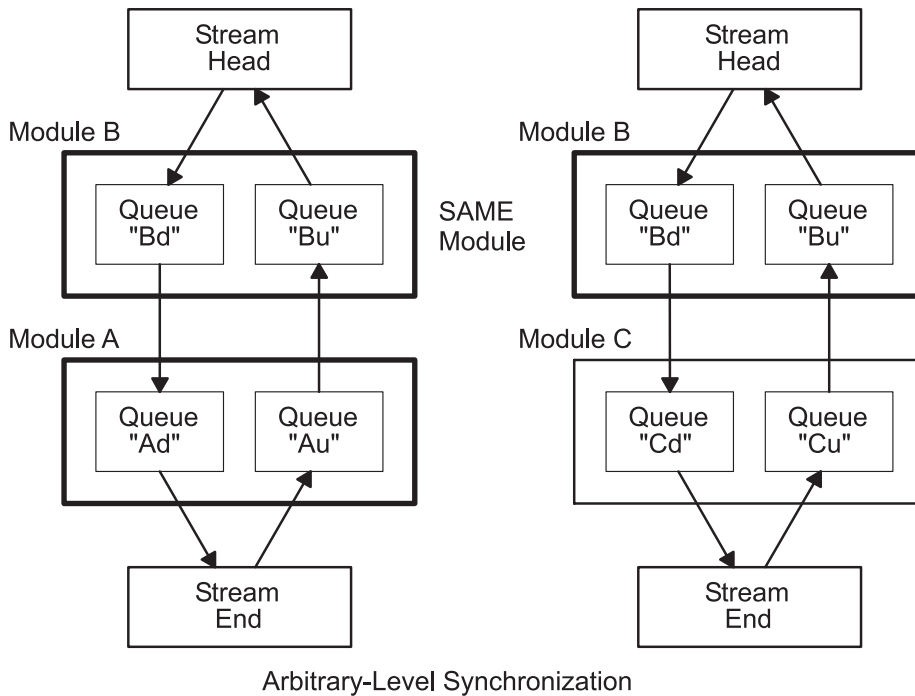 Stream
Head
Module B
Queue
"Bd"
Queue
"Bu"
Module A
Queue
"Ad"
Queue
"Au"
Stream
End
SAME
Module
Stream
Head
Module B
Queue
"Bd"
Queue
"Bu"
Module C
Queue
"Cd"
Queue
"Cu"
Stream
End
Arbitrary-Level Synchronization